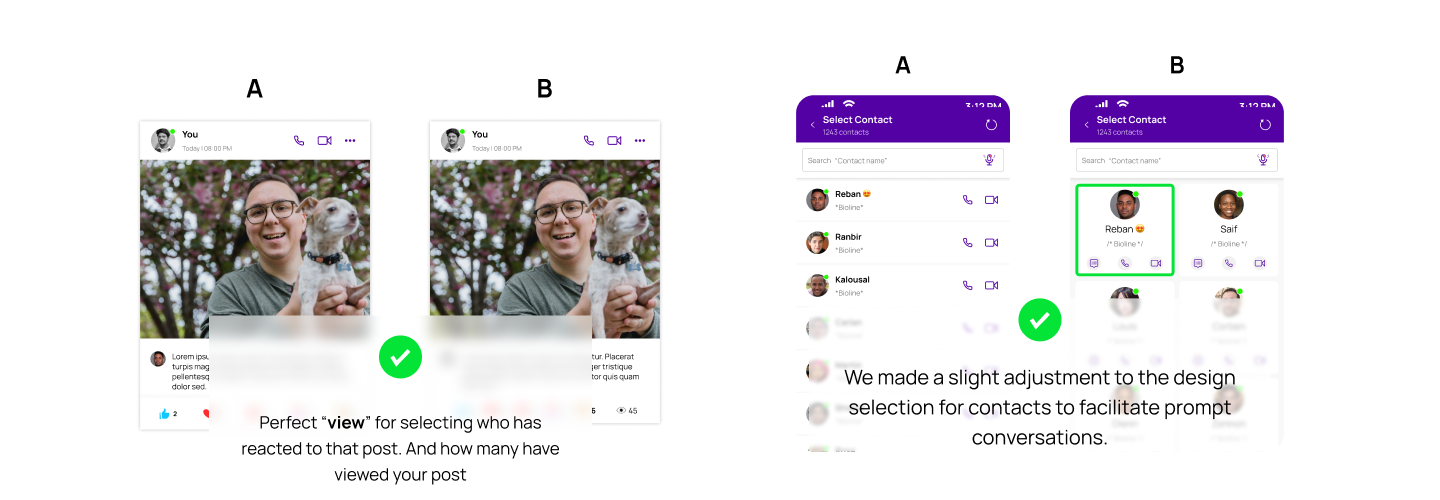 A
B
You
Today | 08:00 PM
You
Today | 08:00 PM
Lorem ipsu
turpis mag
pellentesq
dolor sed.
tur. Placerat
ger tristique
tor quis quam
2
6
45
Perfect “view” for selecting who has
reacted to that post. And how many have
viewed your post
A
B
3:12 PM
Select Contact
1243 contacts
Search “Contact name”
Reban 😍
*Bioline*
Ranbir
*Bioline*
Kalousal
*Bioline*
3:12 PM
Select Contact
1243 contacts
Search “Contact name”
Reban 😍
Saif
/* Bioline */
/* Bioline */
We made a slight adjustment to the design
selection for contacts to facilitate prompt
conversations.